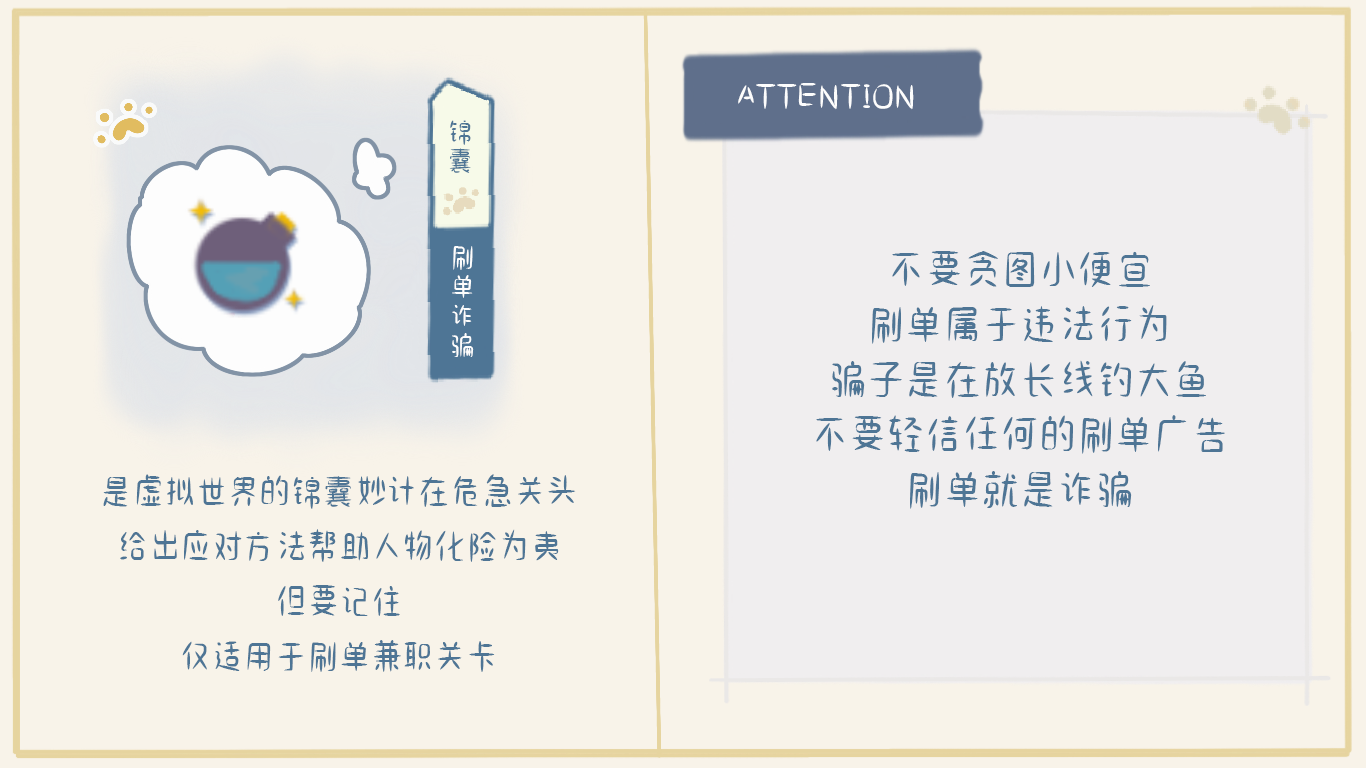 锦囊
刷单诈骗
是虚拟世界的锦囊妙计在危急关头
给出应对方法帮助人物化险为夷
但要记住
仅适用于刷单兼职关卡
ATTENTION
不要贪图小便宜
刷单属于违法行为
骗子是在放长线钓大鱼
不要轻信任何的刷单广告
刷单就是诈骗